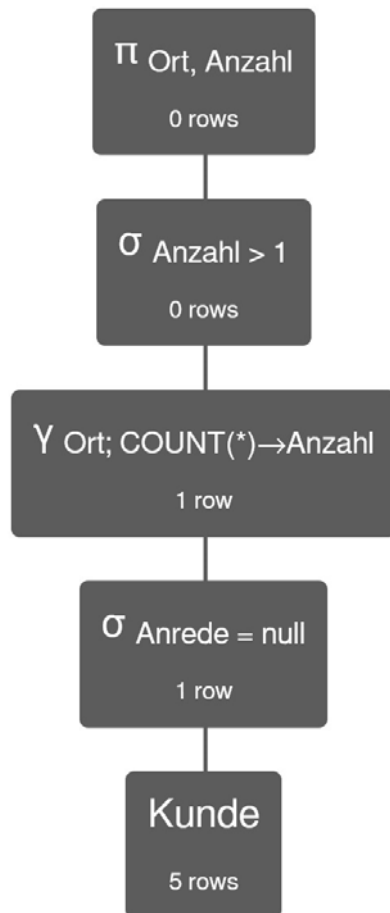 π Ort, Anzahl
0 rows
σ Anzahl > 1
0 rows
γ Ort; COUNT(*)→Anzahl
1 row
σ Anrede = null
1 row
Kunde
5 rows